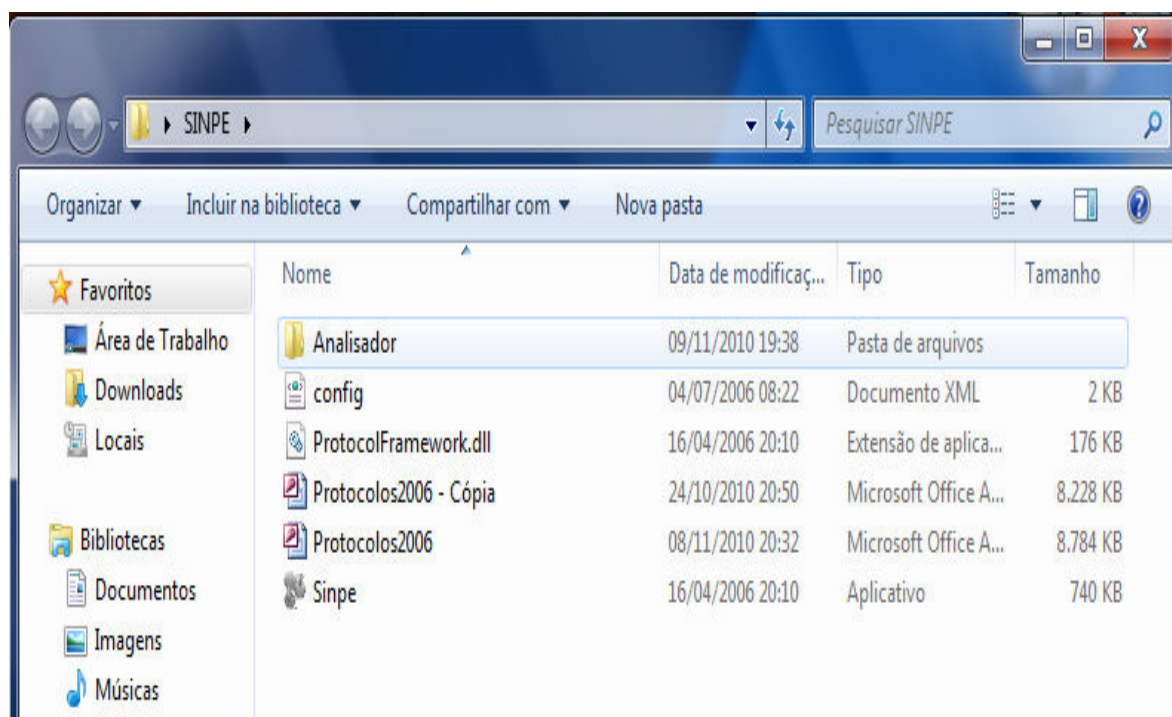 SINPE
Pesquisar SINPE
Organizar Incluir na biblioteca Compartilhar com Nova pasta
Favoritos
Área de Trabalho
Downloads
Locais
Bibliotecas
Documentos
Imagens
Músicas
Nome Data de modificaç... Tipo Tamanho
Analisador 09/11/2010 19:38 Pasta de arquivos
config 04/07/2006 08:22 Documento XML 2 KB
ProtocolFramework.dll 16/04/2006 20:10 Extensão de aplica... 176 KB
Protocolos2006 - Cópia 24/10/2010 20:50 Microsoft Office A... 8.228 KB
Protocolos2006 08/11/2010 20:32 Microsoft Office A... 8.784 KB
Sinpe 16/04/2006 20:10 Aplicativo 740 KB